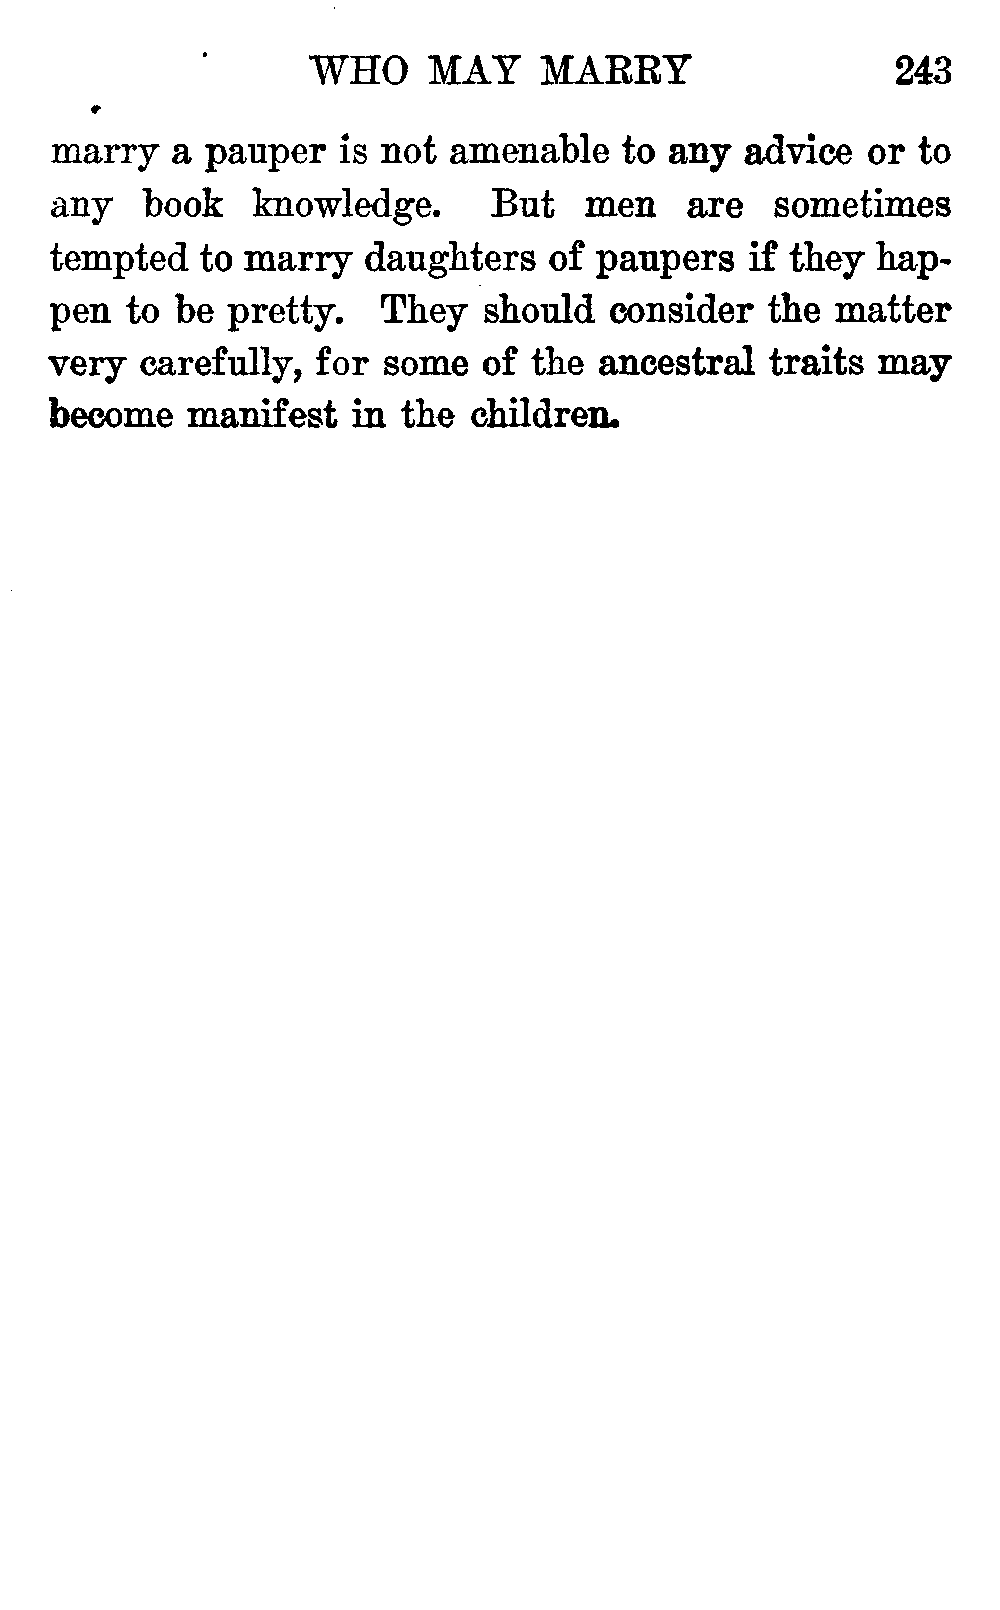 WHO MAY MARRY 243
marry a pauper is not amenable to any advice or to
any book knowledge. But men are sometimes
tempted to marry daughters of paupers if they hap-
pen to be pretty. They should consider the matter
very carefully, for some of the ancestral traits may
become manifest in the children.